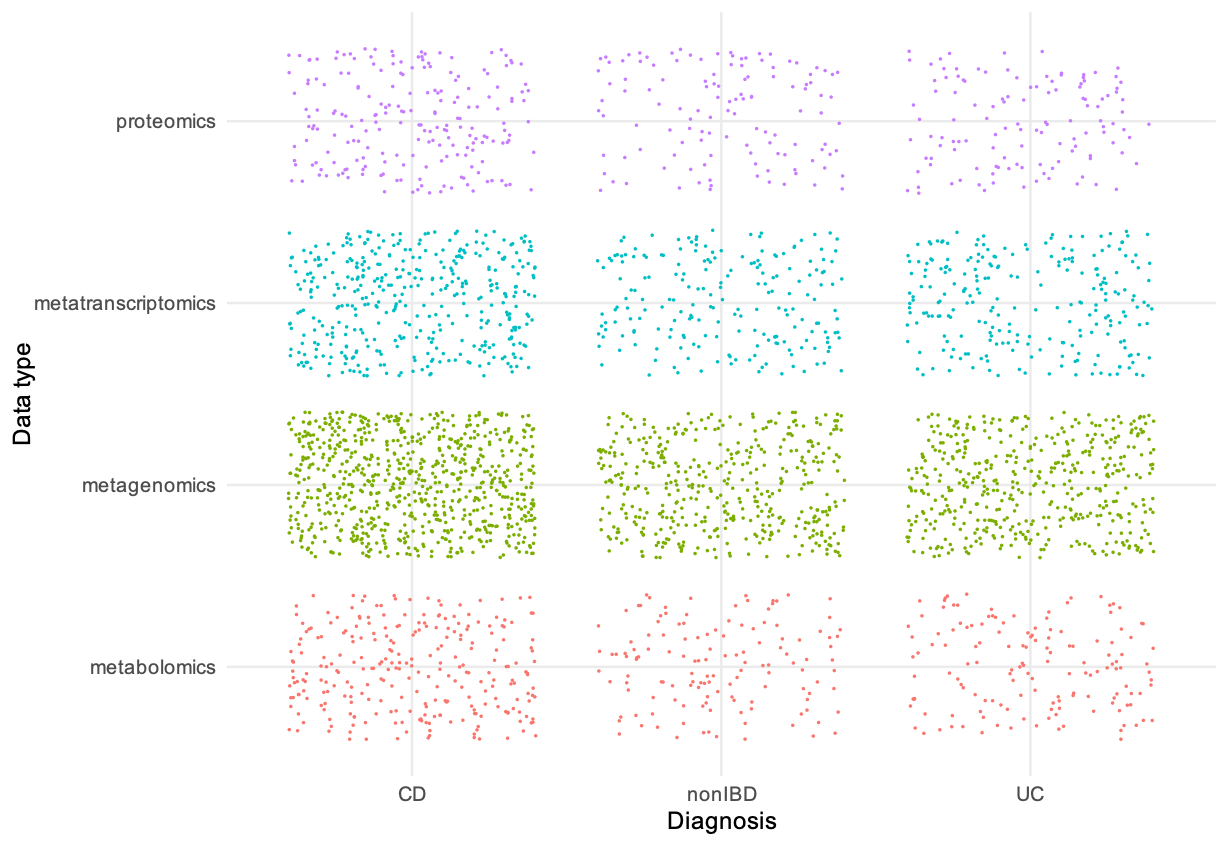 proteomics
metatranscriptomics
metagenomics
metabolomics
Data type
CD
nonIBD
UC
Diagnosis